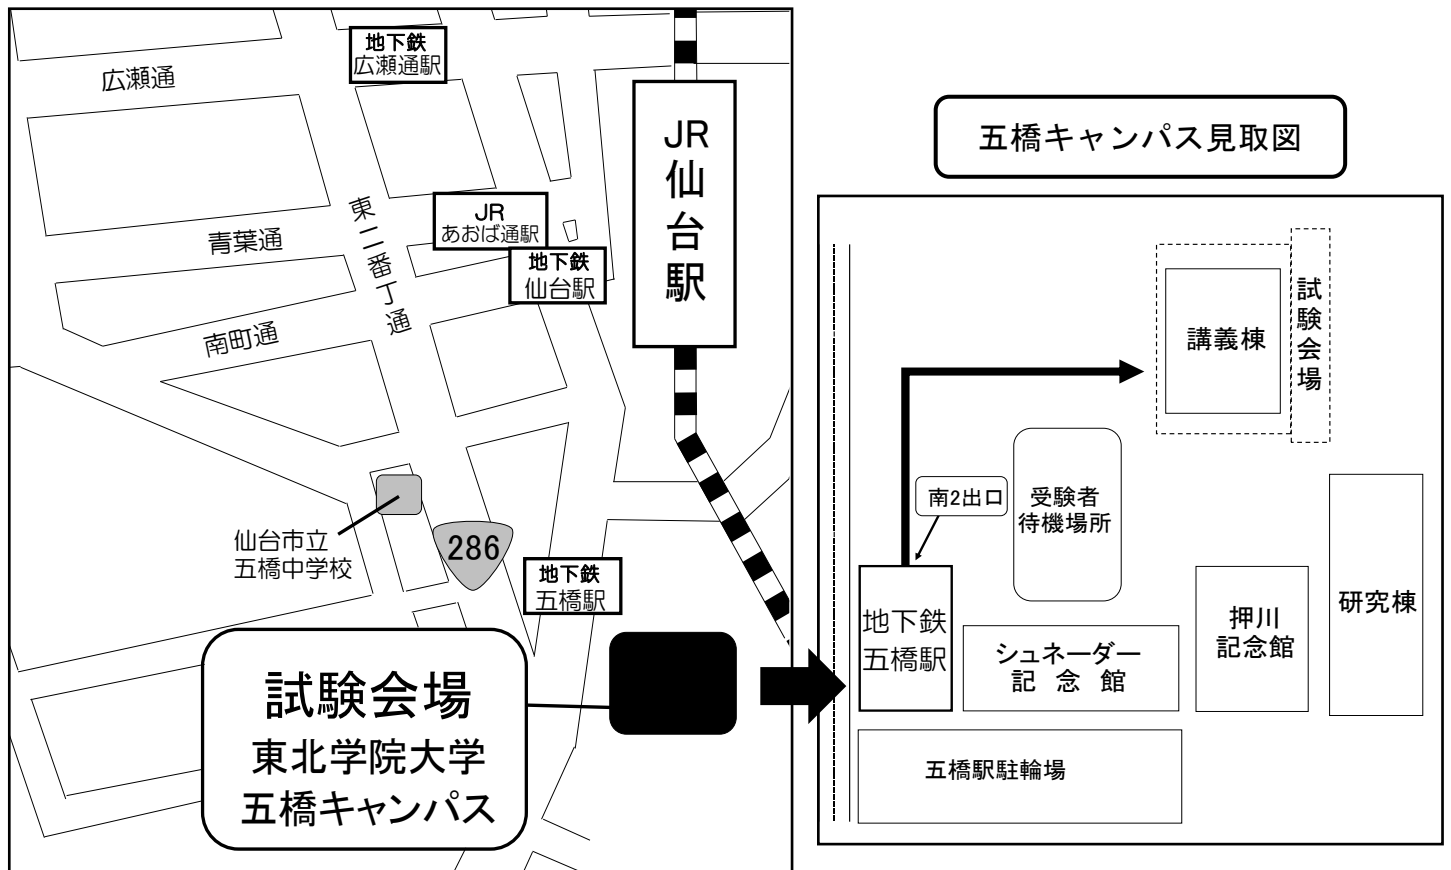 地下鉄
広瀬通駅
広瀬通
JR
仙
台
駅
東二番丁通
JR
あおば通駅
青葉通
地下鉄
仙台駅
南町通
仙台市立
五橋中学校
286
地下鉄
五橋駅
試験会場
東北学院大学
五橋キャンパス
五橋キャンパス見取図
講義棟
試験会場
南2出口
受験者
待機場所
地下鉄
五橋駅
シュネーダー
記 念 館
押川
記念館
研究棟
五橋駅駐輪場